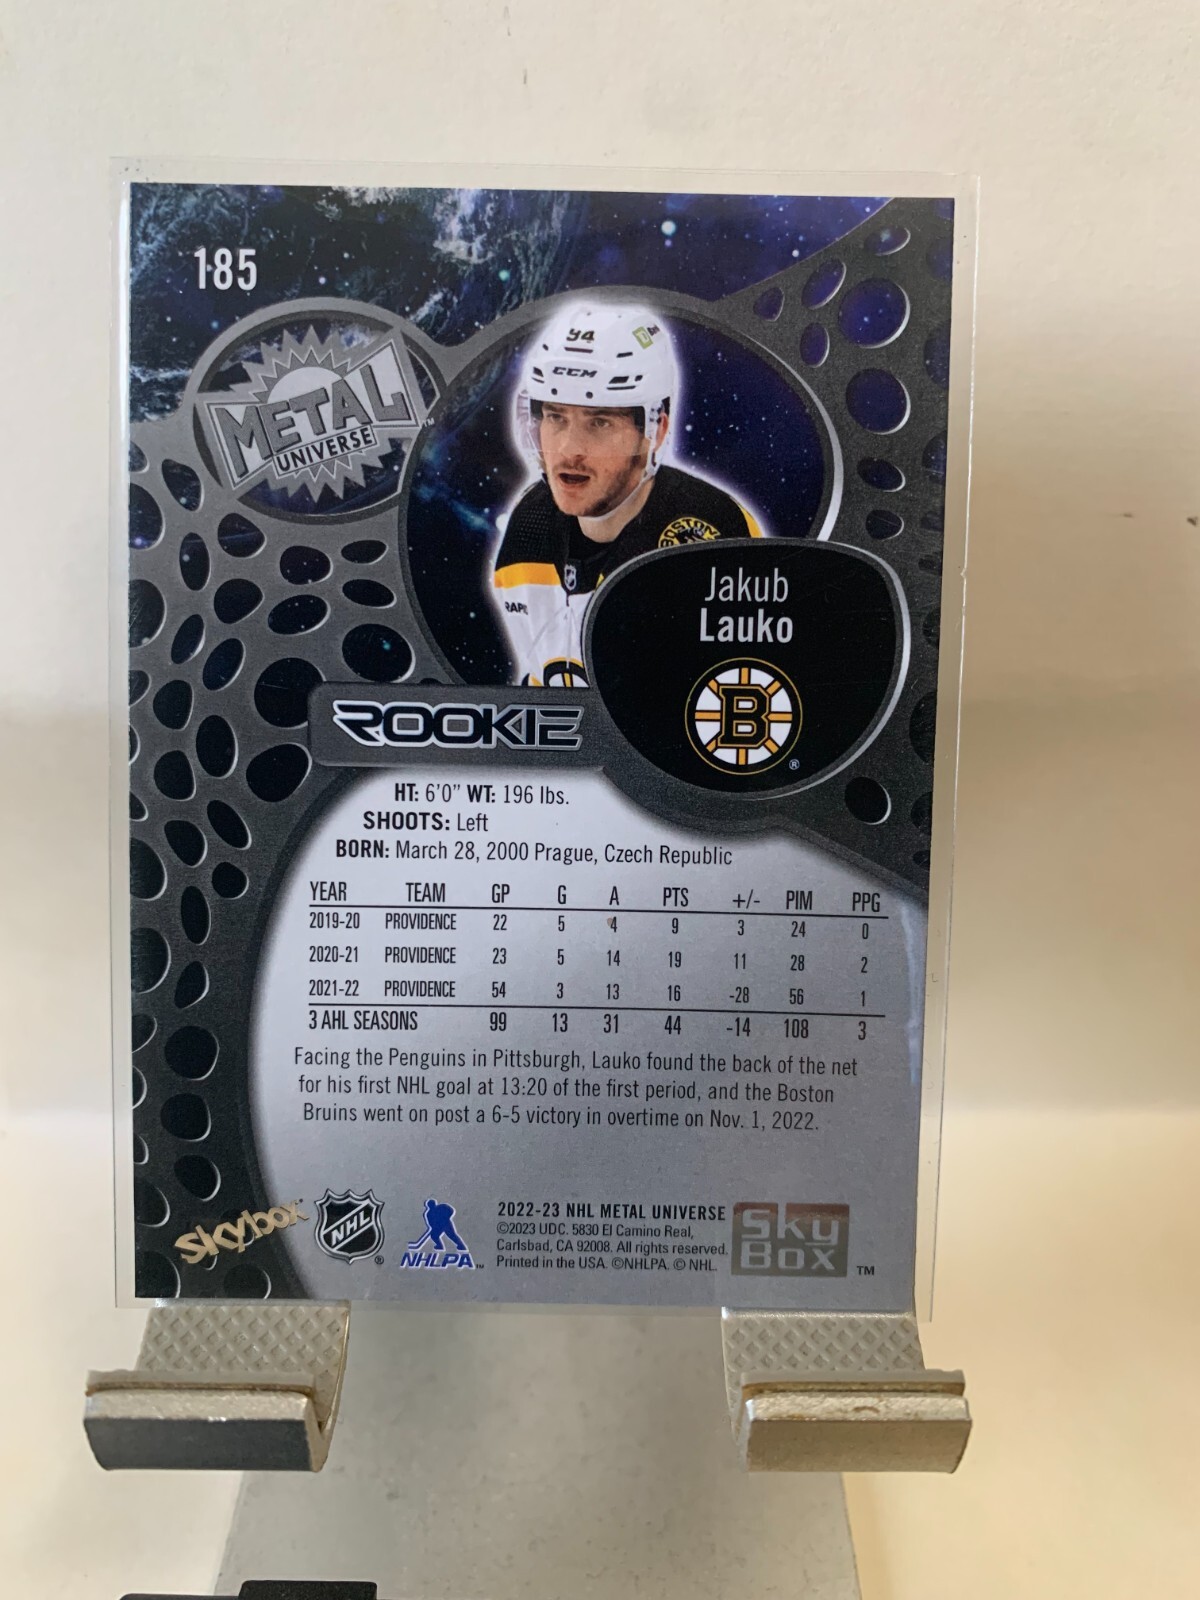 185
METAL
UNIVERSE™
94
CCM
BOSTON
RAPI
Jakub
Lauko
B
®
ROOKIE
HT: 6'0" WT: 196 lbs.
SHOOTS: Left
BORN: March 28, 2000 Prague, Czech Republic
YEAR TEAM GP G A PTS +/- PIM PPG
2019-20 PROVIDENCE 22 5 4 9 3 24 0
2020-21 PROVIDENCE 23 5 14 19 11 28 2
2021-22 PROVIDENCE 54 3 13 16 -28 56 1
3 AHL SEASONS 99 13 31 44 -14 108 3
Facing the Penguins in Pittsburgh, Lauko found the back of the net
for his first NHL goal at 13:20 of the first period, and the Boston
Bruins went on post a 6-5 victory in overtime on Nov. 1, 2022.
skybox
NHL ®
NHLPA™
2022-23 NHL METAL UNIVERSE
©2023 UDC. 5830 El Camino Real,
Carlsbad, CA 92008. All rights reserved.
Printed in the USA. ©NHLPA. © NHL.
Sky
Box ™